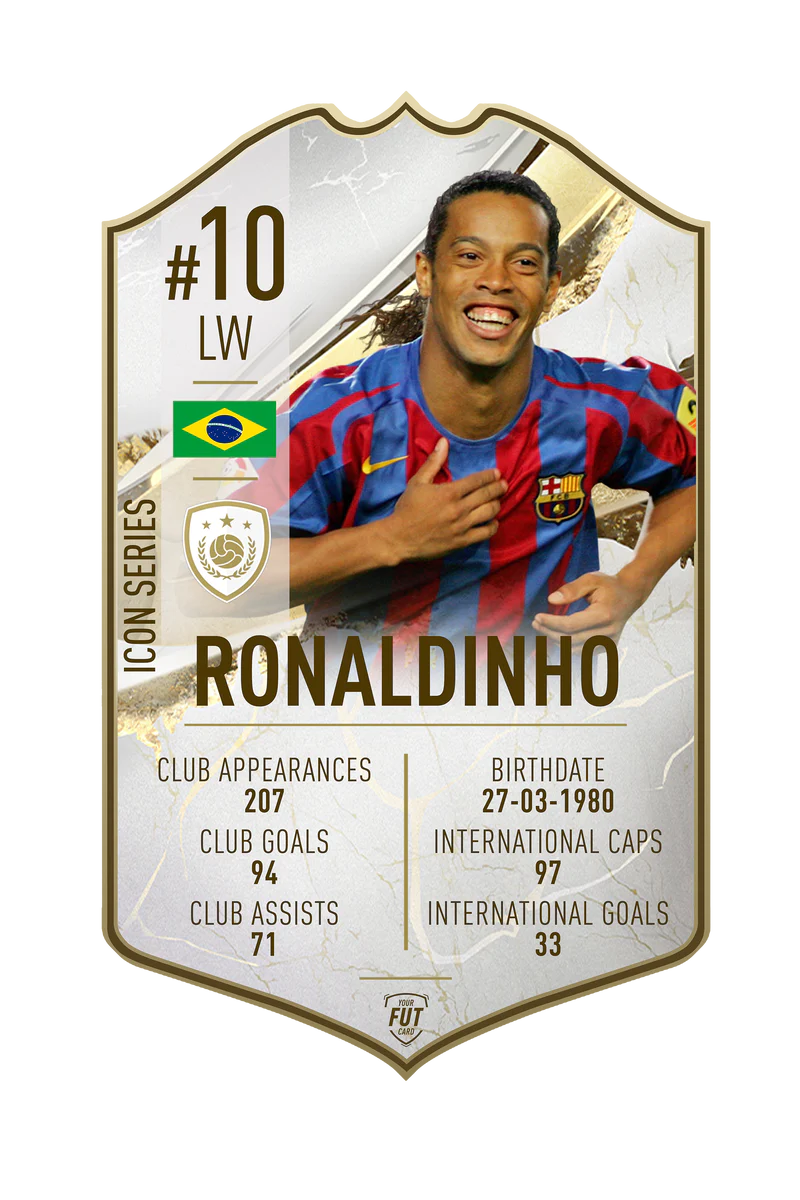 #10
LW
ICON SERIES
FCB
RONALDINHO
CLUB APPEARANCES
207
CLUB GOALS
94
CLUB ASSISTS
71
BIRTHDATE
27-03-1980
INTERNATIONAL CAPS
97
INTERNATIONAL GOALS
33
YOUR
FUT
CARD